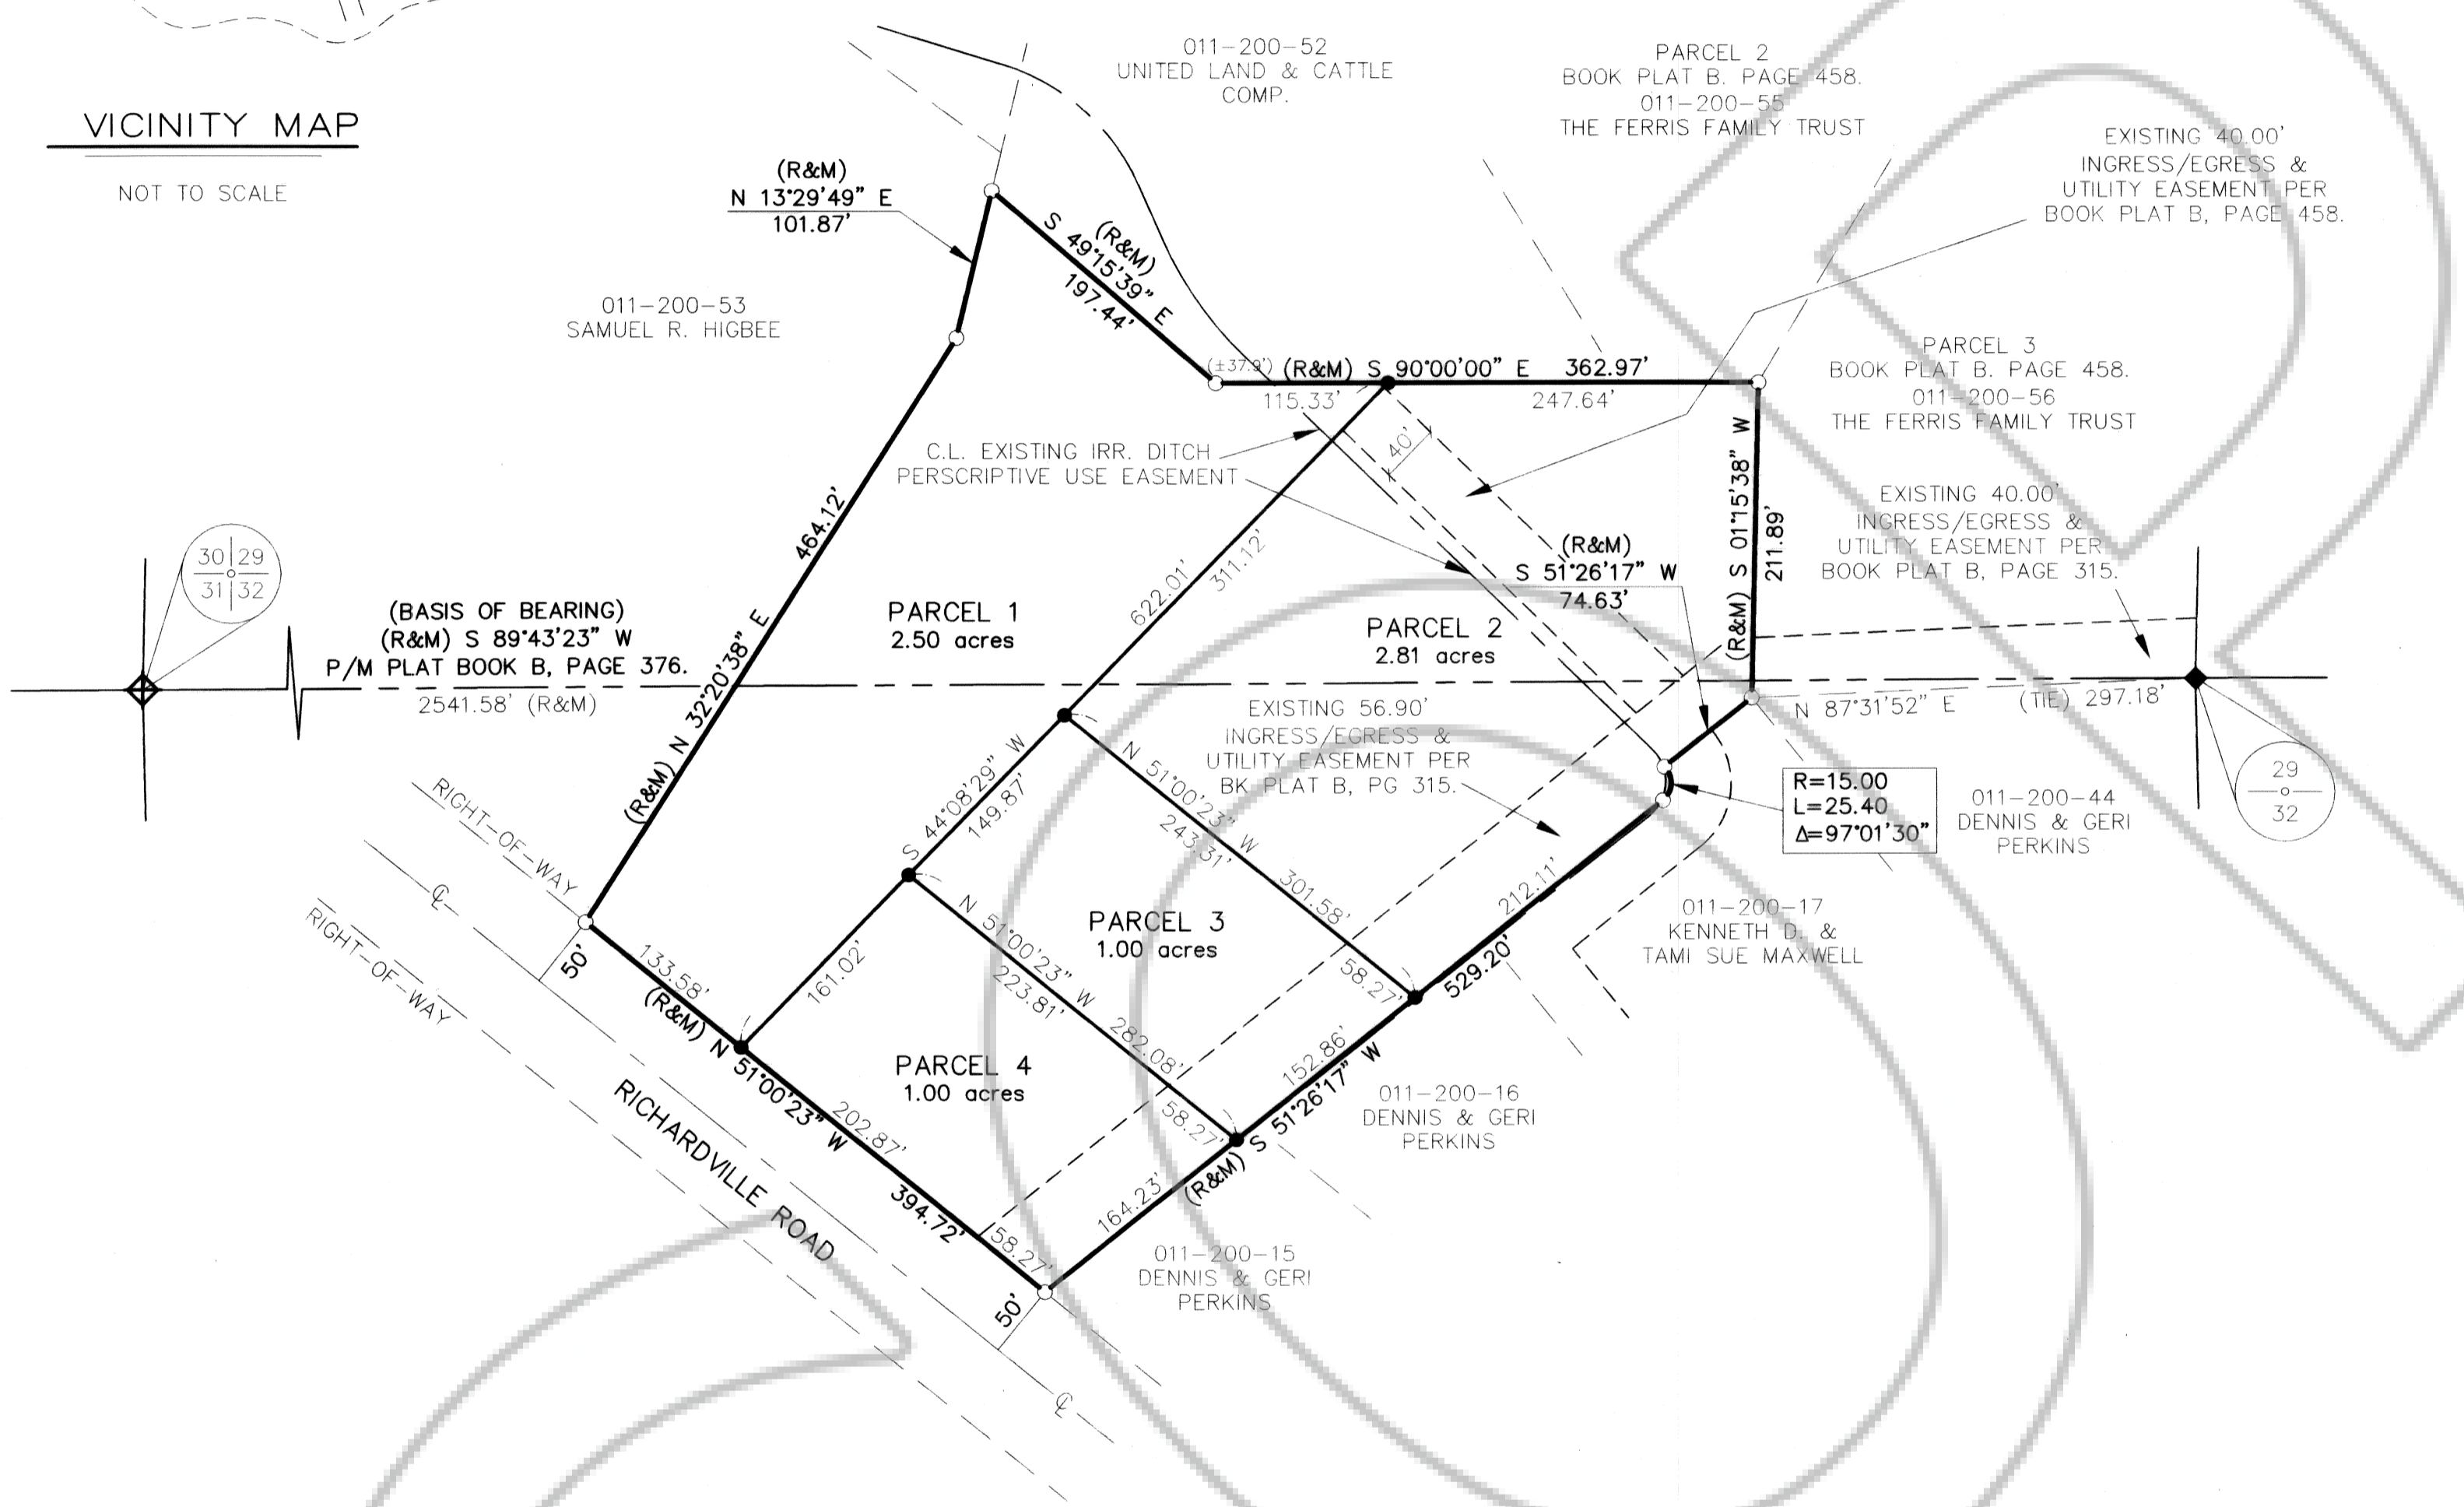 VICINITY MAP
NOT TO SCALE
011-200-52
UNITED LAND & CATTLE
COMP.
PARCEL 2
BOOK PLAT B. PAGE 458.
011-200-55
THE FERRIS FAMILY TRUST
EXISTING 40.00'
INGRESS/EGRESS &
UTILITY EASEMENT PER
BOOK PLAT B, PAGE 458.
(R&M)
N 13°29'49" E
101.87'
(R&M)
S 49°15'39" E
197.44'
011-200-53
SAMUEL R. HIGBEE
(±37.9') (R&M) S 90°00'00" E 362.97'
115.33'
247.64'
PARCEL 3
BOOK PLAT B. PAGE 458.
011-200-56
THE FERRIS FAMILY TRUST
C.L. EXISTING IRR. DITCH
PERSCRIPTIVE USE EASEMENT
40'
(R&M) S 01°15'38" W
211.89'
EXISTING 40.00'
INGRESS/EGRESS &
UTILITY EASEMENT PER
BOOK PLAT B, PAGE 315.
(R&M)
S 51°26'17" W
74.63'
30 29
31 32
(BASIS OF BEARING)
(R&M) S 89°43'23" W
P/M PLAT BOOK B, PAGE 376.
2541.58' (R&M)
464.12'
(R&M) N 32°20'38" E
PARCEL 1
2.50 acres
622.01'
311.12'
PARCEL 2
2.81 acres
N 87°31'52" E (TIE) 297.18'
29
32
EXISTING 56.90'
INGRESS/EGRESS &
UTILITY EASEMENT PER
BK PLAT B, PG 315.
R=15.00
L=25.40
Δ=97°01'30"
011-200-44
DENNIS & GERI
PERKINS
RIGHT-OF-WAY
℄
RIGHT-OF-WAY
S 44°08'29" W
149.87'
N 51°00'23" W
243.31'
301.58'
58.27'
212.11'
529.20'
011-200-17
KENNETH D. &
TAMI SUE MAXWELL
PARCEL 3
1.00 acres
50'
133.58'
161.02'
N 51°00'23" W
223.81'
282.08'
58.27'
152.86'
(R&M) S 51°26'17" W
164.23'
(R&M) N 51°00'23" W
202.87'
394.72'
58.27'
PARCEL 4
1.00 acres
011-200-16
DENNIS & GERI
PERKINS
RICHARDVILLE ROAD
011-200-15
DENNIS & GERI
PERKINS
50'
℄